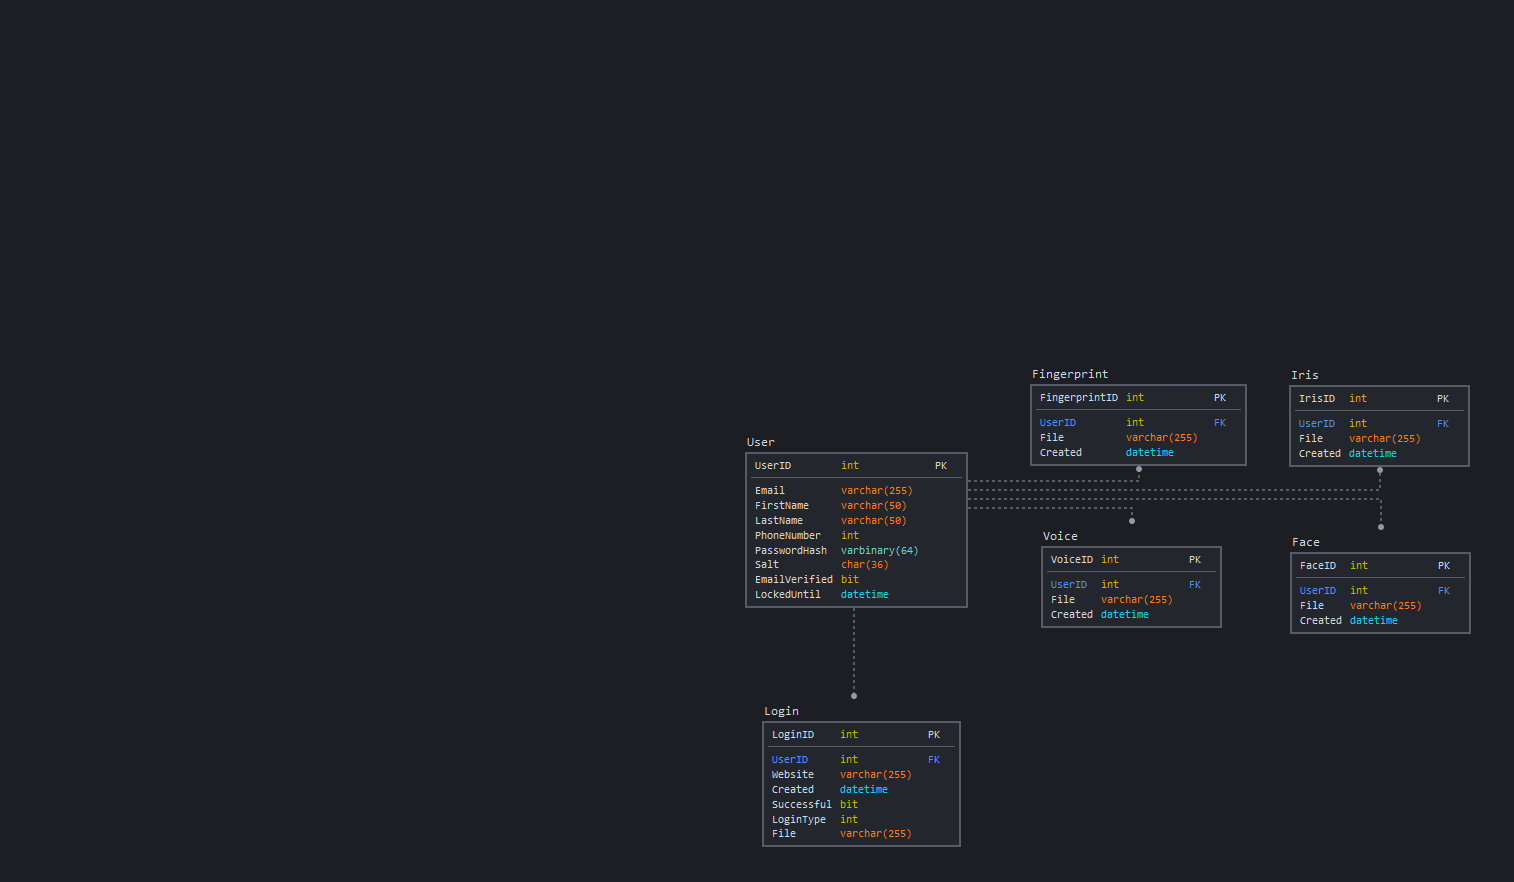 Fingerprint
FingerprintID int PK
UserID int FK
File varchar(255)
Created datetime
Iris
IrisID int PK
UserID int FK
File varchar(255)
Created datetime
User
UserID int PK
Email varchar(255)
FirstName varchar(50)
LastName varchar(50)
PhoneNumber int
PasswordHash varbinary(64)
Salt char(36)
EmailVerified bit
LockedUntil datetime
Voice
VoiceID int PK
UserID int FK
File varchar(255)
Created datetime
Face
FaceID int PK
UserID int FK
File varchar(255)
Created datetime
Login
LoginID int PK
UserID int FK
Website varchar(255)
Created datetime
Successful bit
LoginType int
File varchar(255)